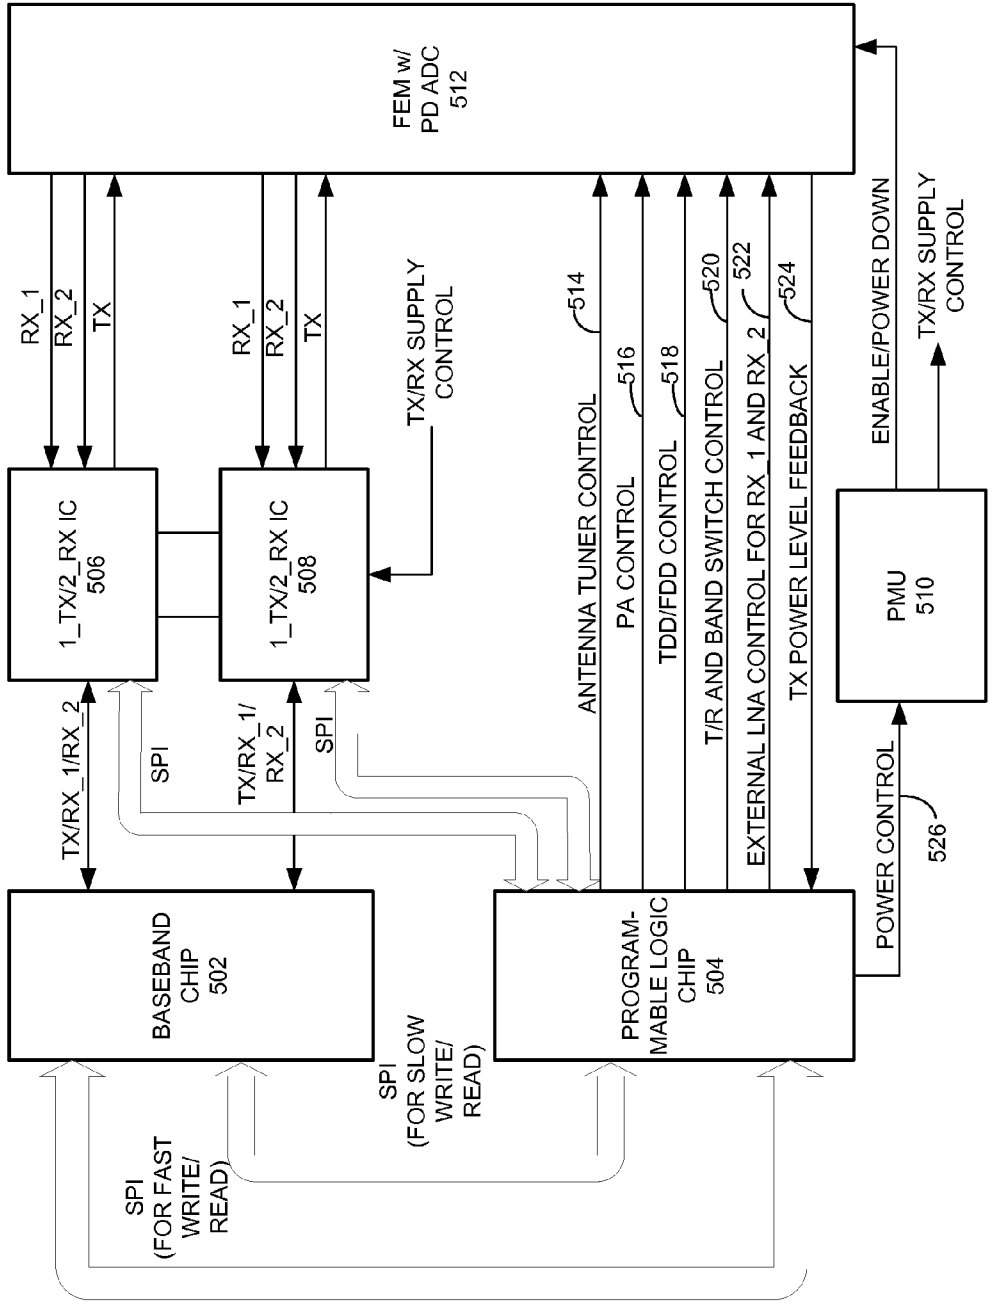 FEM w/
PD ADC
512
RX_1
RX_2
TX
RX_1
RX_2
TX
TX/RX SUPPLY
CONTROL
1_TX/2_RX IC
506
1_TX/2_RX IC
508
TX/RX_1/RX_2
SPI
TX/RX_1/
RX_2
SPI
BASEBAND
CHIP
502
PROGRAM-
MABLE LOGIC
CHIP
504
SPI
(FOR FAST
WRITE/
READ)
SPI
(FOR SLOW
WRITE/
READ)
ANTENNA TUNER CONTROL
514
PA CONTROL
516
TDD/FDD CONTROL
518
T/R AND BAND SWITCH CONTROL
520
EXTERNAL LNA CONTROL FOR RX_1 AND RX_2
522
TX POWER LEVEL FEEDBACK
524
ENABLE/POWER DOWN
TX/RX SUPPLY
CONTROL
PMU
510
POWER CONTROL
526